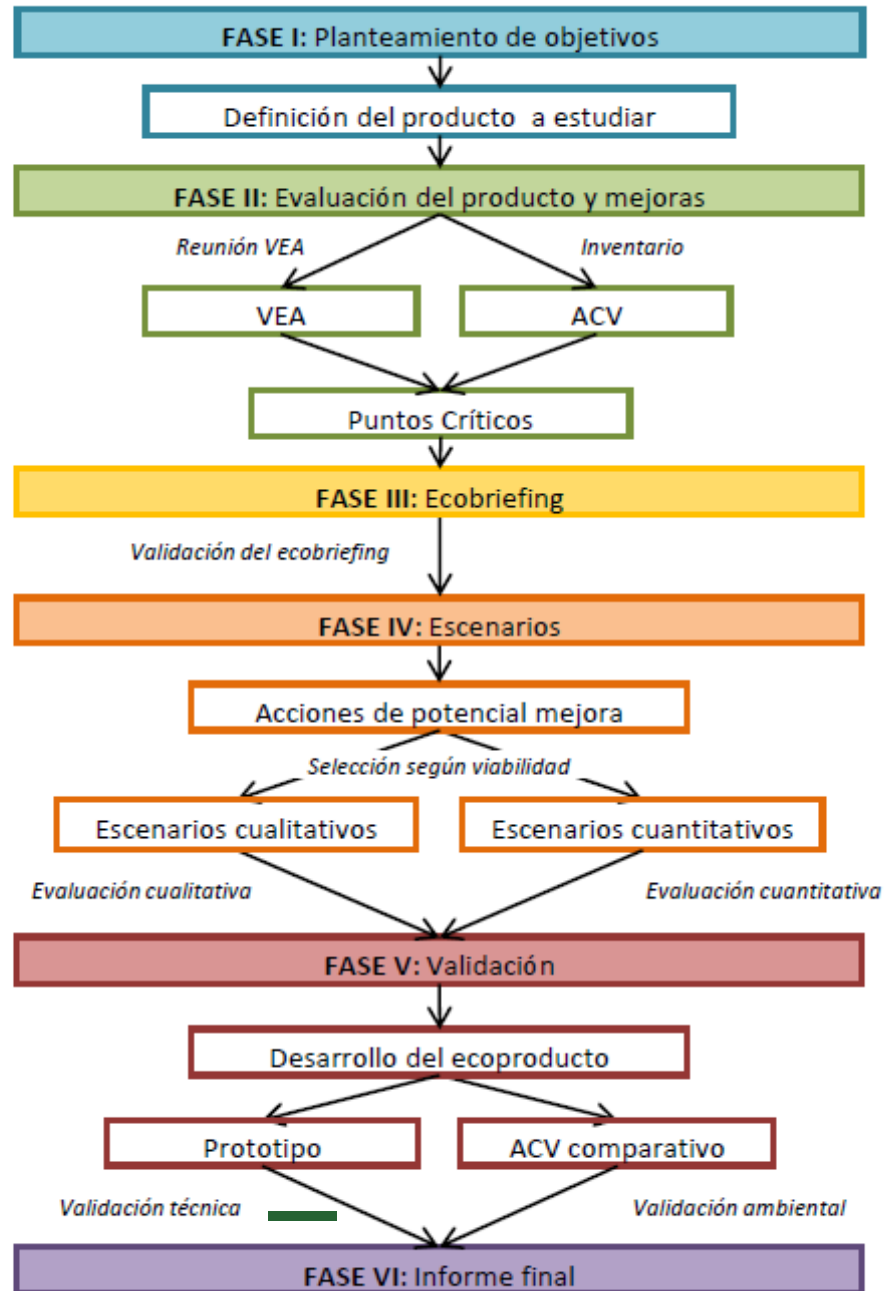 FASE I: Planteamiento de objetivos
Definición del producto a estudiar
FASE II: Evaluación del producto y mejoras
Reunión VEA
Inventario
VEA
ACV
Puntos Críticos
FASE III: Ecobriefing
Validación del ecobriefing
FASE IV: Escenarios
Acciones de potencial mejora
Selección según viabilidad
Escenarios cualitativos
Escenarios cuantitativos
Evaluación cualitativa
Evaluación cuantitativa
FASE V: Validación
Desarrollo del ecoproducto
Prototipo
ACV comparativo
Validación técnica
Validación ambiental
FASE VI: Informe final